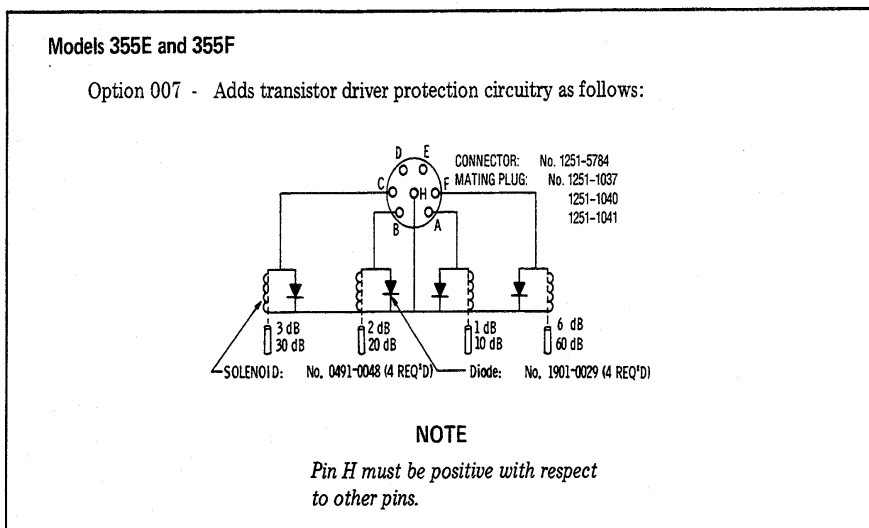 Models 355E and 355F
Option 007 - Adds transistor driver protection circuitry as follows:
D E
C H F
B A
CONNECTOR: No. 1251-5784
MATING PLUG: No. 1251-1037
1251-1040
1251-1041
3 dB 2 dB 1 dB 6 dB
30 dB 20 dB 10 dB 60 dB
SOLENOID: No. 0491-0048 (4 REQ'D) Diode: No. 1901-0029 (4 REQ'D)
NOTE
Pin H must be positive with respect
to other pins.